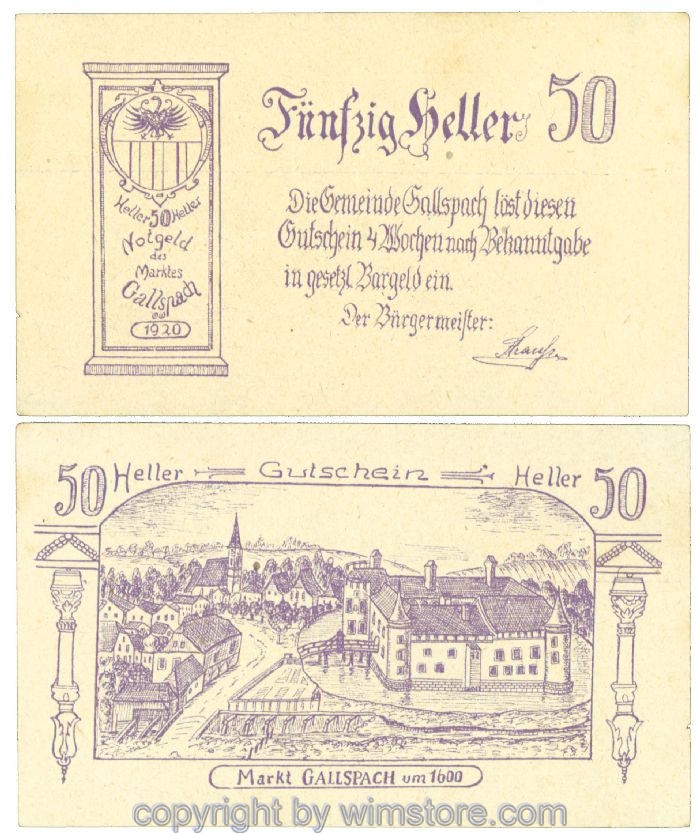 Heller 50 Heller
Notgeld
des
Marktes
Gallspach
1920
Fünfzig Heller 50
Die Gemeinde Gallspach löst diesen
Gutschein 4 Wochen nach Bekanntgabe
in gesetzl. Bargeld ein.
Der Bürgermeister:
50 Heller Gutschein Heller 50
Markt GALLSPACH um 1600
copyright by wimstore.com